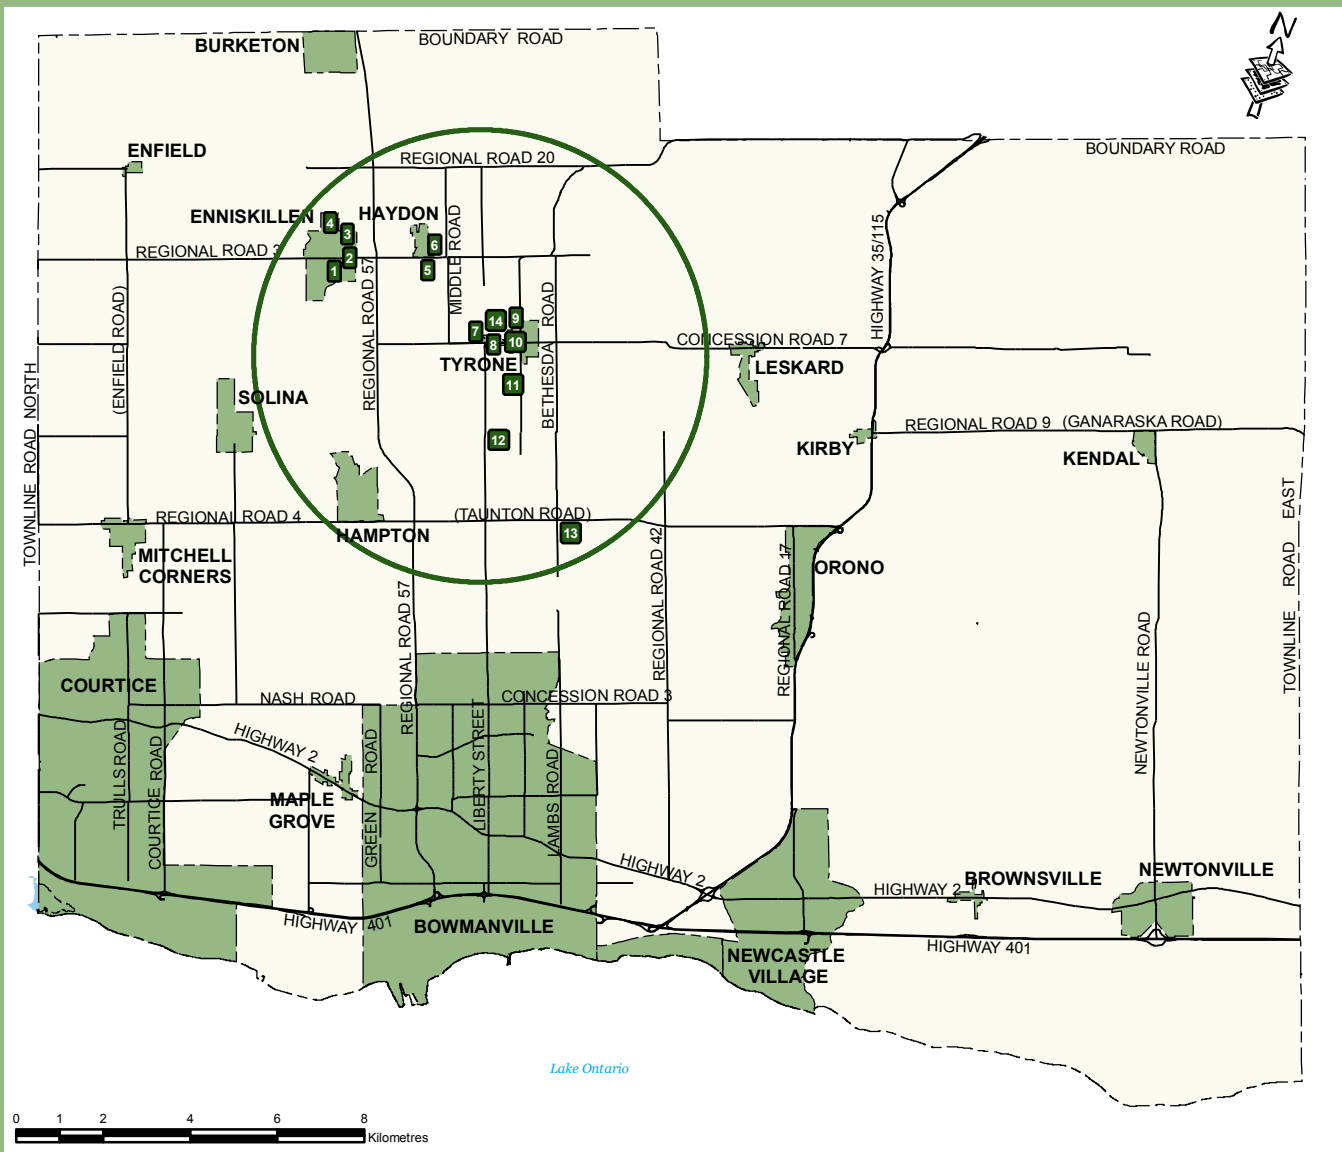 N
BURKETON
BOUNDARY ROAD
ENFIELD
REGIONAL ROAD 20
BOUNDARY ROAD
ENNISKILLEN
HAYDON
4
3
6
REGIONAL ROAD 3
2
1
5
MIDDLE ROAD
REGIONAL ROAD 57
HIGHWAY 35/115
(ENFIELD ROAD)
BETHESDA ROAD
7
14
9
8
10
CONCESSION ROAD 7
TYRONE
LESKARD
11
TOWNLINE ROAD NORTH
SOLINA
12
REGIONAL ROAD 9 (GANARASKA ROAD)
KIRBY
KENDAL
REGIONAL ROAD 4
(TAUNTON ROAD)
HAMPTON
13
TOWNLINE ROAD EAST
MITCHELL
CORNERS
REGIONAL ROAD 42
REGIONAL ROAD 17
ORONO
REGIONAL ROAD 57
NEWTONVILLE ROAD
COURTICE
NASH ROAD
CONCESSION ROAD 3
HIGHWAY 2
TRULLS ROAD
COURTICE ROAD
GREEN ROAD
LIBERTY STREET
LAMBS ROAD
MAPLE
GROVE
HIGHWAY 2
HIGHWAY 2
BROWNSVILLE
NEWTONVILLE
HIGHWAY 401
BOWMANVILLE
HIGHWAY 401
NEWCASTLE
VILLAGE
Lake Ontario
0 1 2 4 6 8
Kilometres